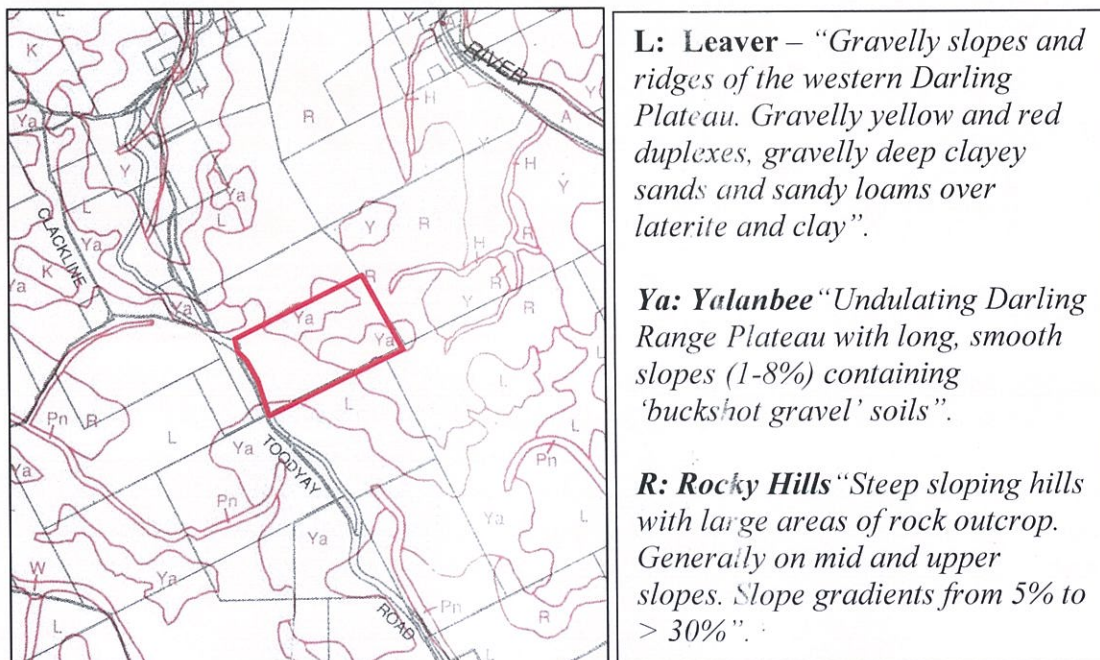 K
Y
RIVER
A
H
A
Y
Ya
R
Y
Ya
L
H
Y
CLACKLINE
Ya
L
Y
R
K
Ya
H
R
Ya
R
R
Y
R
Ya
Ya
L
L
Pn
R
L
Ya
TOODYAY
L
Pn
Pn
Ya
L
Ya
W
Ya
L
Pn
R
ROAD
L: Leaver – “Gravelly slopes and
ridges of the western Darling
Plateau. Gravelly yellow and red
duplexes, gravelly deep clayey
sands and sandy loams over
laterite and clay”.
Ya: Yalanbee “Undulating Darling
Range Plateau with long, smooth
slopes (1-8%) containing
‘buckshot gravel’ soils”.
R: Rocky Hills “Steep sloping hills
with large areas of rock outcrop.
Generally on mid and upper
slopes. Slope gradients from 5% to
> 30%”.